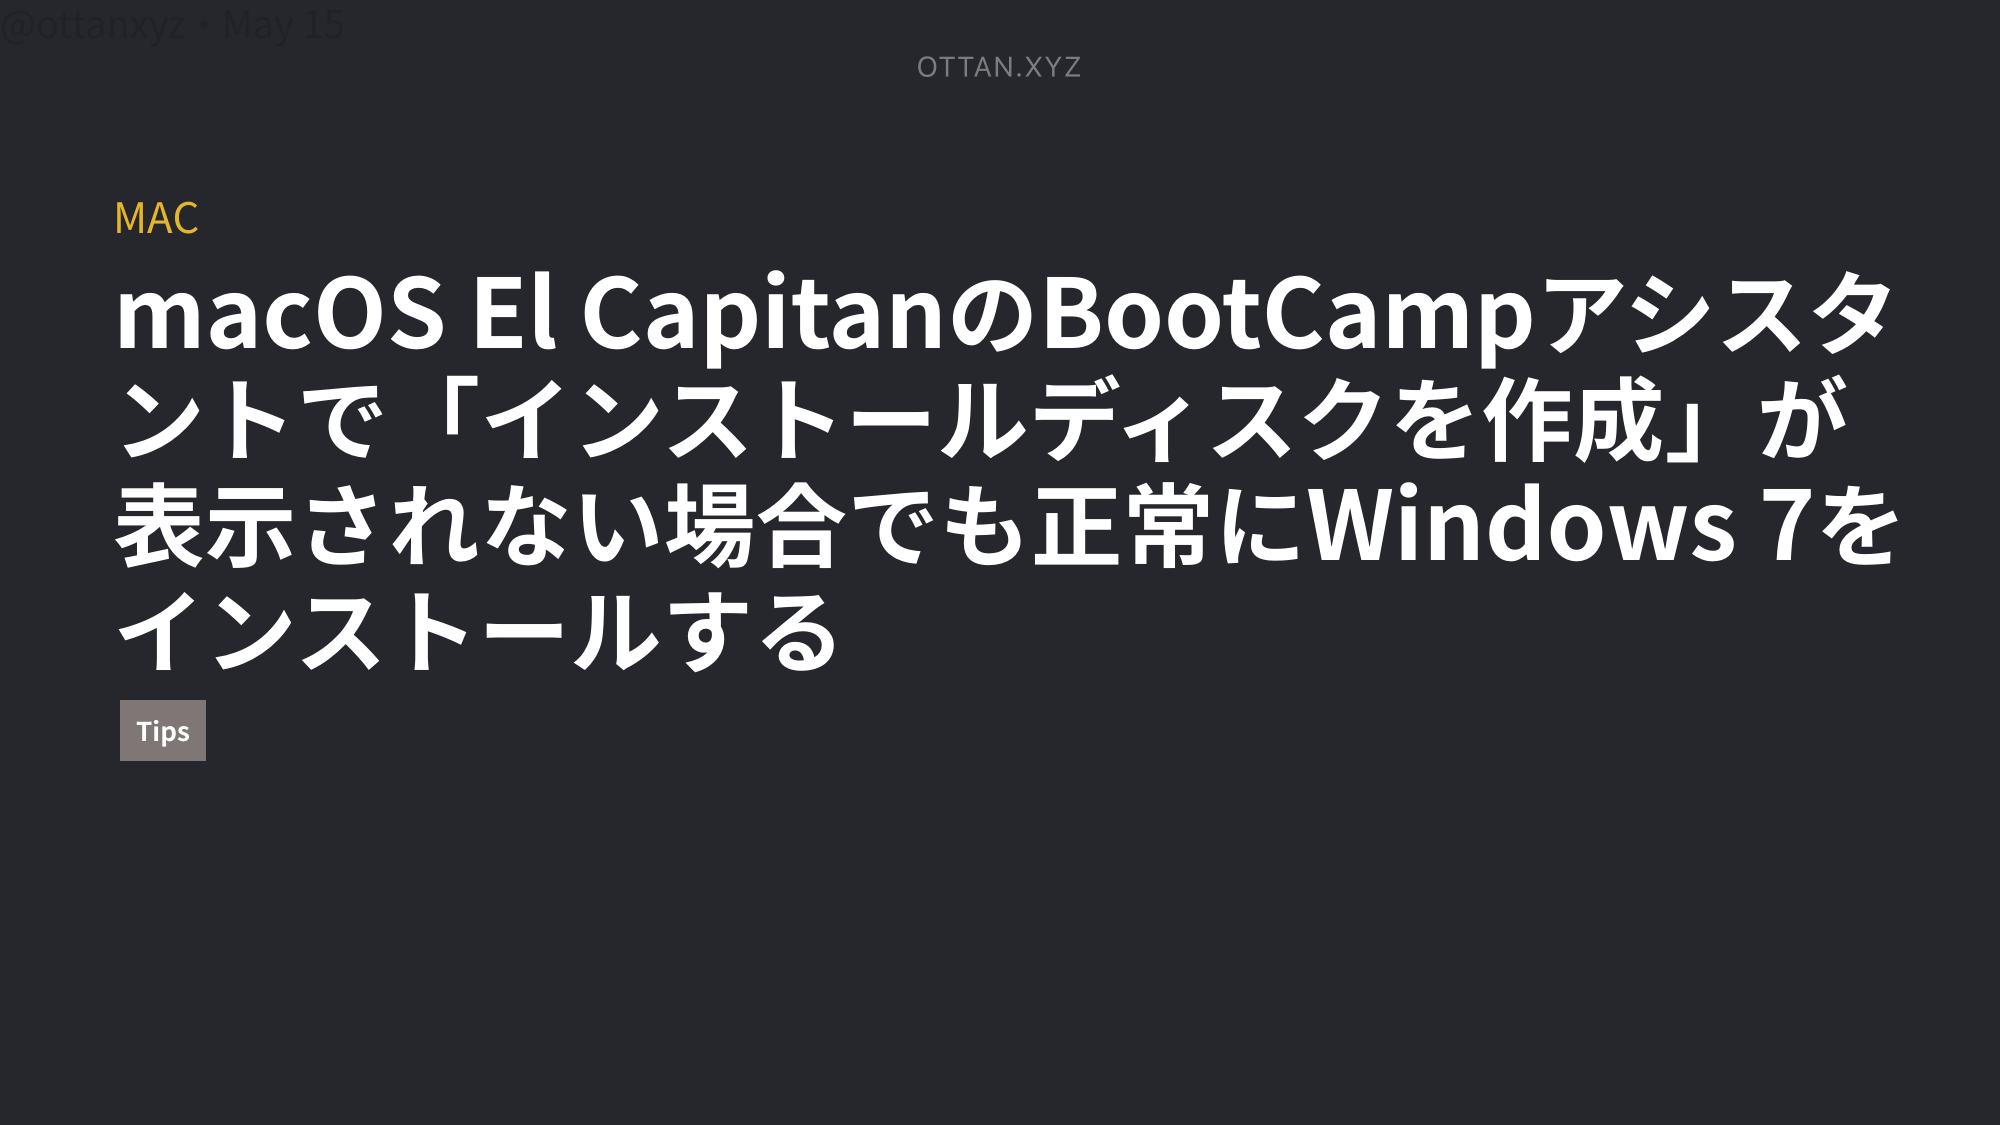 @ottanxyz・May 15
OTTAN.XYZ
MAC
macOS El CapitanのBootCampアシスタ
ントで「インストールディスクを作成」が
表示されない場合でも正常にWindows 7を
インストールする
Tips